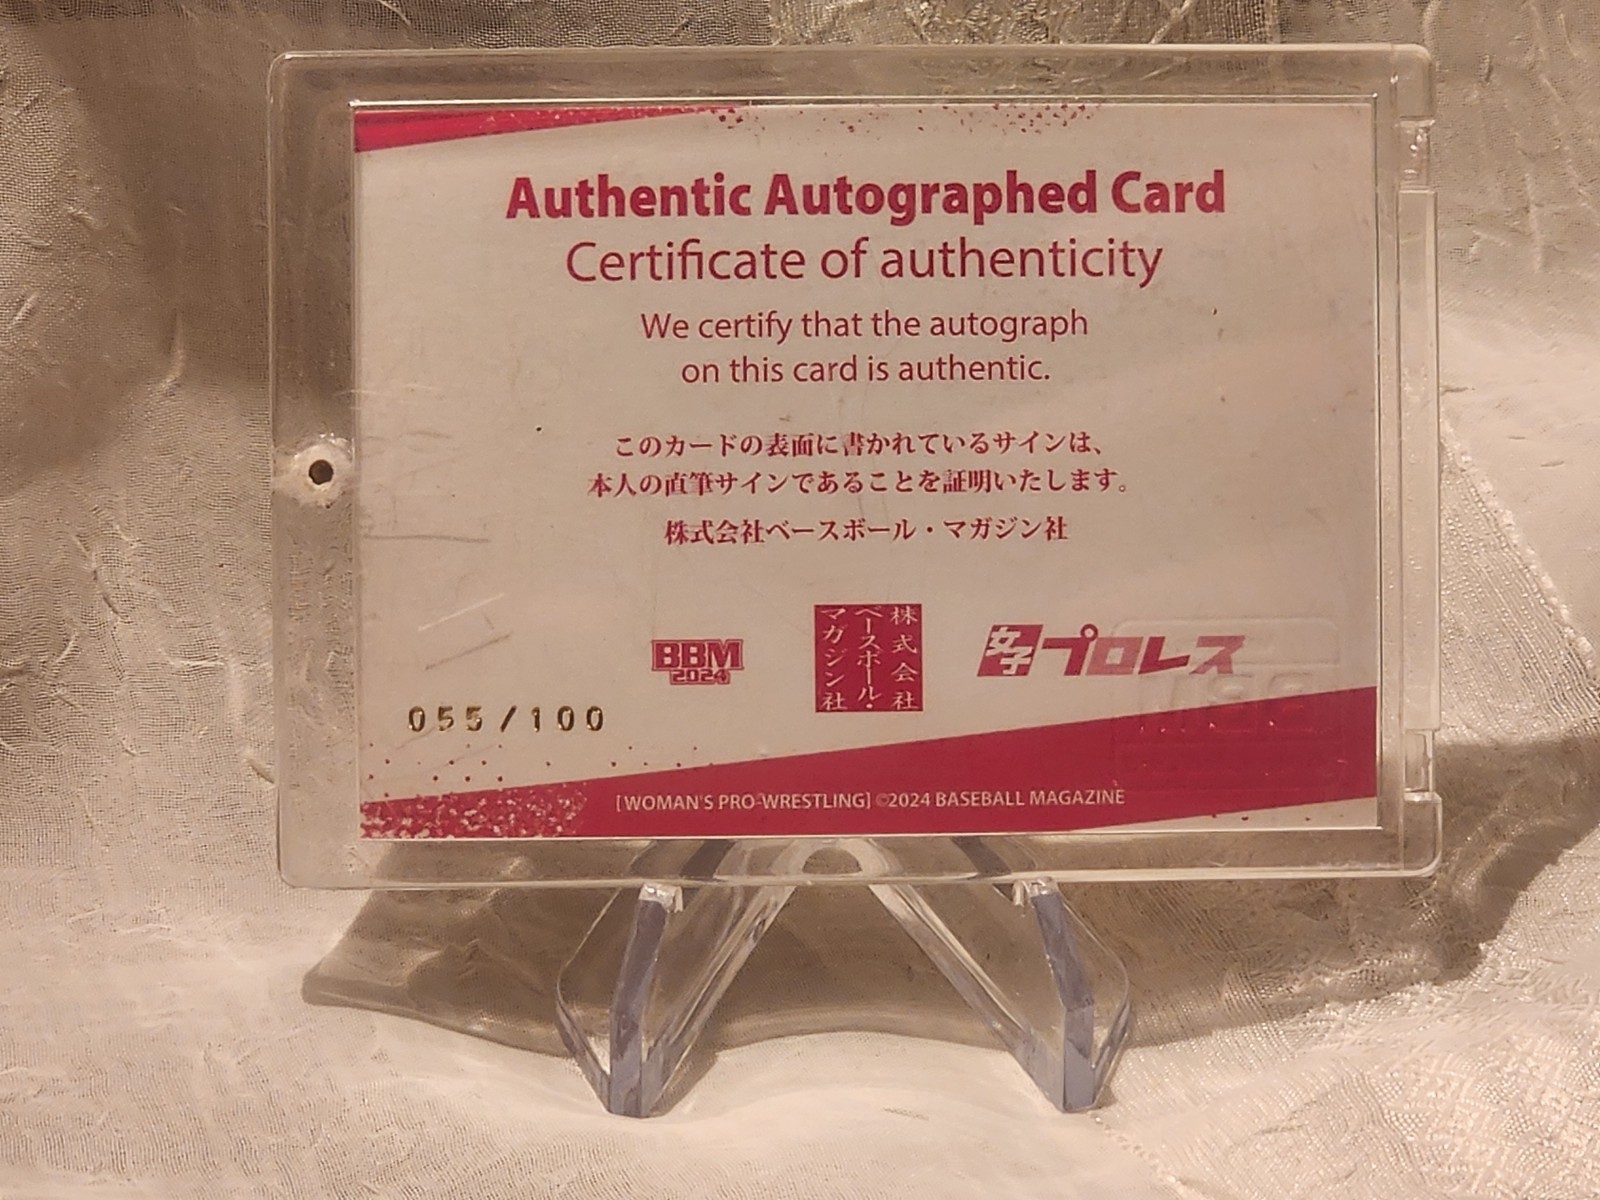 Authentic Autographed Card
Certificate of authenticity
We certify that the autograph
on this card is authentic.
このカードの表面に書かれているサインは、
本人の直筆サインであることを証明いたします。
株式会社ベースボール・マガジン社
BBM
2024
株式会社
ベースボール・
マガジン社
女子プロレス
055/100
[WOMAN'S PRO-WRESTLING] ©2024 BASEBALL MAGAZINE